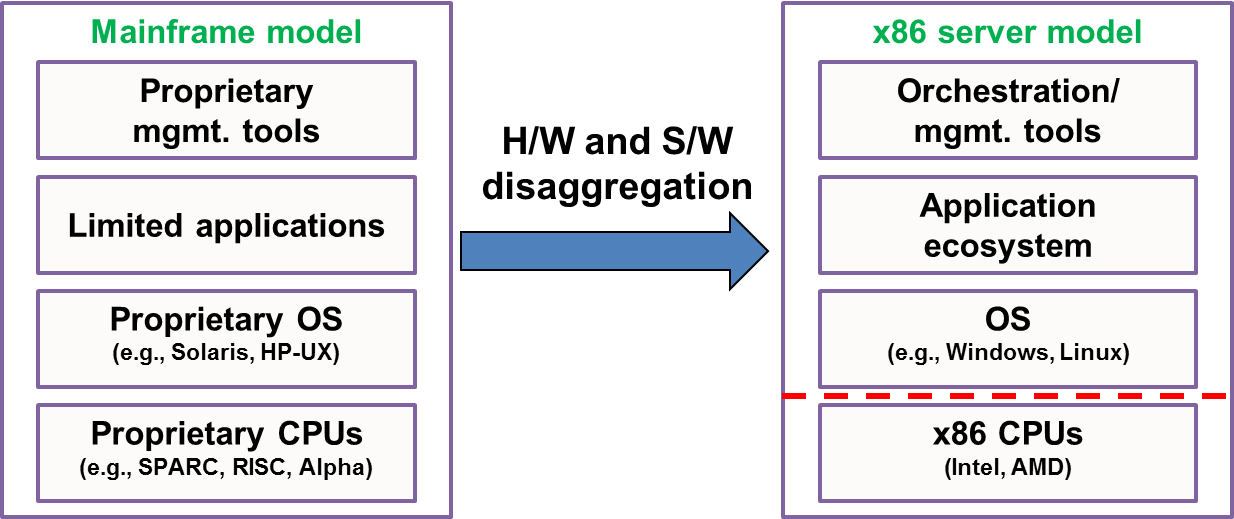 Mainframe model
Proprietary
mgmt. tools
Limited applications
Proprietary OS
(e.g., Solaris, HP-UX)
Proprietary CPUs
(e.g., SPARC, RISC, Alpha)
H/W and S/W
disaggregation
x86 server model
Orchestration/
mgmt. tools
Application
ecosystem
OS
(e.g., Windows, Linux)
x86 CPUs
(Intel, AMD)